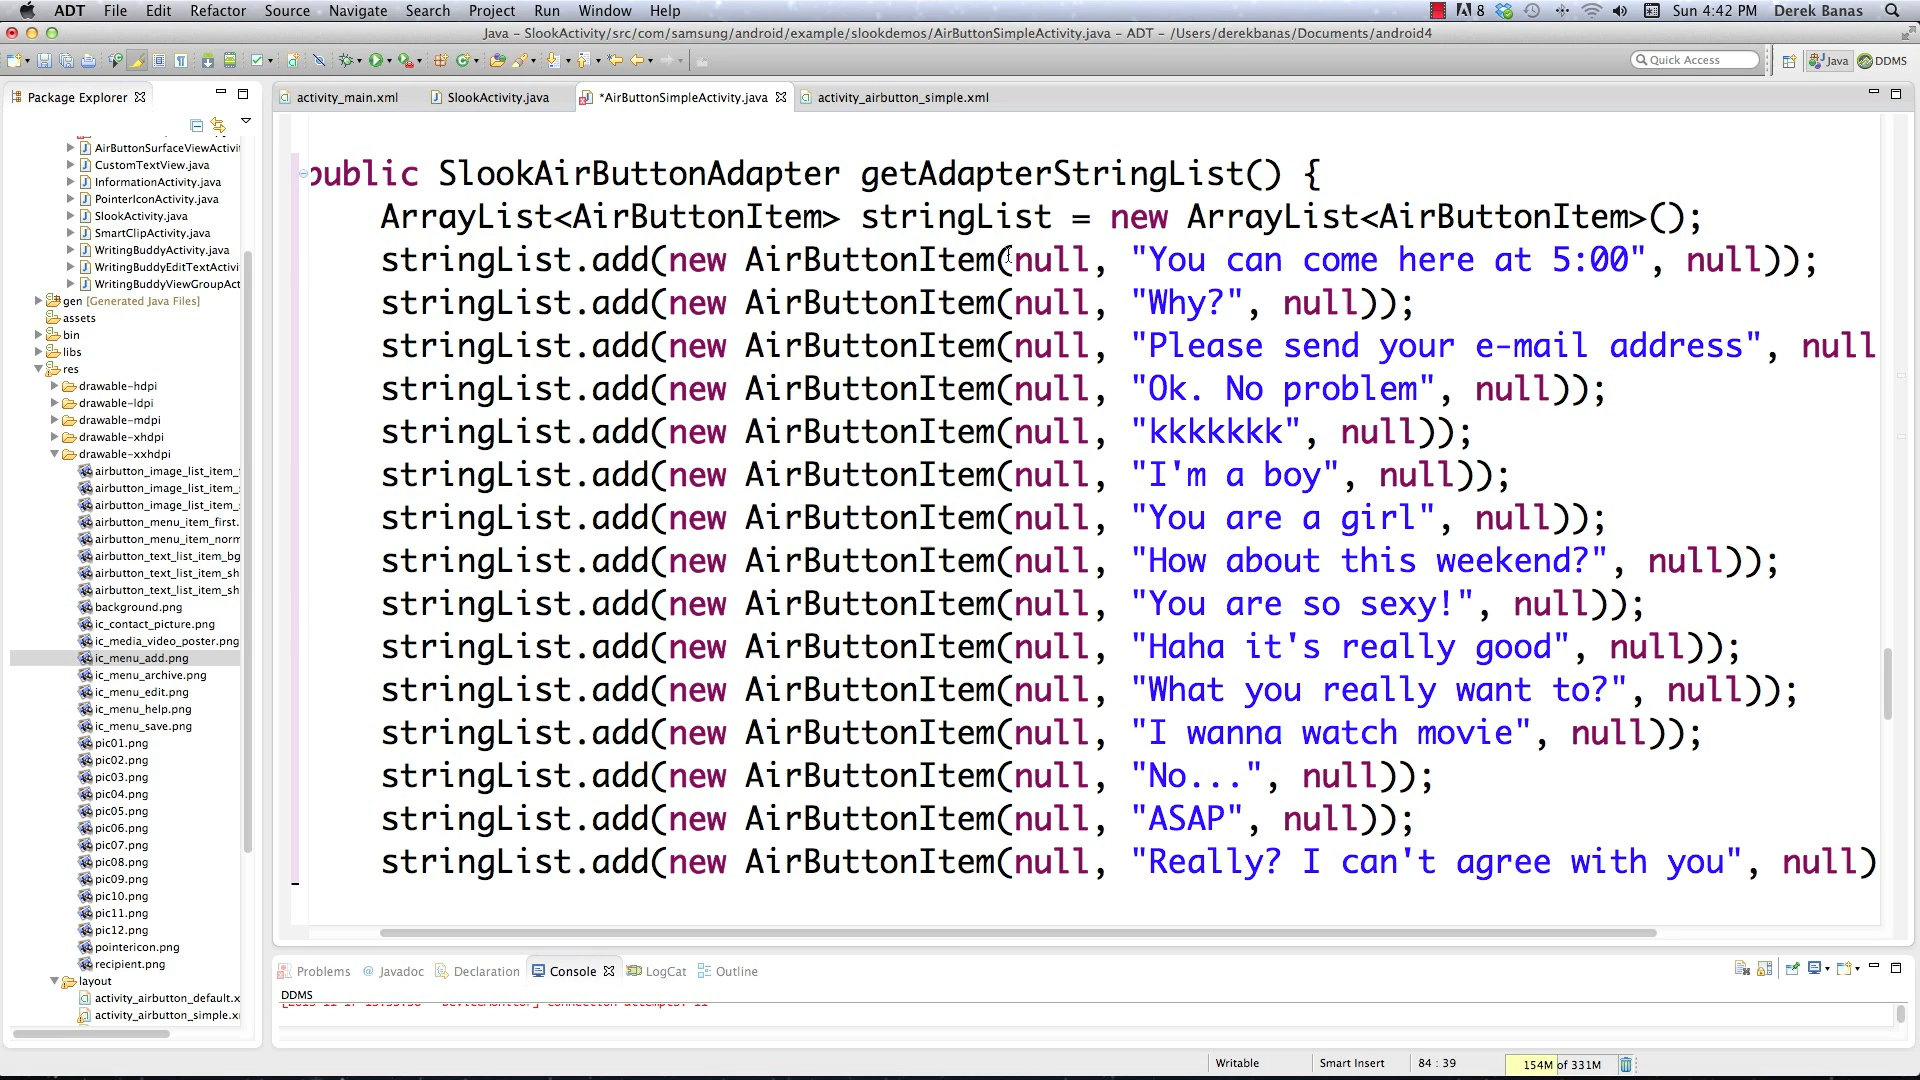 ADT File Edit Refactor Source Navigate Search Project Run Window Help 8 Sun 4:42 PM Derek Banas
Java – SlookActivity/src/com/samsung/android/example/slookdemos/AirButtonSimpleActivity.java – ADT – /Users/derekbanas/Documents/android4
Quick Access Java DDMS
Package Explorer
activity_main.xml SlookActivity.java *AirButtonSimpleActivity.java activity_airbutton_simple.xml
AirButtonSurfaceViewActivi
CustomTextView.java
InformationActivity.java
PointerIconActivity.java
SlookActivity.java
SmartClipActivity.java
WritingBuddyActivity.java
WritingBuddyEditTextActivi
WritingBuddyViewGroupAct
gen [Generated Java Files]
assets
bin
libs
res
drawable-hdpi
drawable-ldpi
drawable-mdpi
drawable-xhdpi
drawable-xxhdpi
airbutton_image_list_item_
airbutton_image_list_item_
airbutton_image_list_item_
airbutton_menu_item_first.
airbutton_menu_item_norm
airbutton_text_list_item_bg
airbutton_text_list_item_sh
airbutton_text_list_item_sh
background.png
ic_contact_picture.png
ic_media_video_poster.png
ic_menu_add.png
ic_menu_archive.png
ic_menu_edit.png
ic_menu_help.png
ic_menu_save.png
pic01.png
pic02.png
pic03.png
pic04.png
pic05.png
pic06.png
pic07.png
pic08.png
pic09.png
pic10.png
pic11.png
pic12.png
pointericon.png
recipient.png
layout
activity_airbutton_default.x
activity_airbutton_simple.x
public SlookAirButtonAdapter getAdapterStringList() {
ArrayList<AirButtonItem> stringList = new ArrayList<AirButtonItem>();
stringList.add(new AirButtonItem(null, "You can come here at 5:00", null));
stringList.add(new AirButtonItem(null, "Why?", null));
stringList.add(new AirButtonItem(null, "Please send your e-mail address", null
stringList.add(new AirButtonItem(null, "Ok. No problem", null));
stringList.add(new AirButtonItem(null, "kkkkkkk", null));
stringList.add(new AirButtonItem(null, "I'm a boy", null));
stringList.add(new AirButtonItem(null, "You are a girl", null));
stringList.add(new AirButtonItem(null, "How about this weekend?", null));
stringList.add(new AirButtonItem(null, "You are so sexy!", null));
stringList.add(new AirButtonItem(null, "Haha it's really good", null));
stringList.add(new AirButtonItem(null, "What you really want to?", null));
stringList.add(new AirButtonItem(null, "I wanna watch movie", null));
stringList.add(new AirButtonItem(null, "No...", null));
stringList.add(new AirButtonItem(null, "ASAP", null));
stringList.add(new AirButtonItem(null, "Really? I can't agree with you", null)
Problems Javadoc Declaration Console LogCat Outline
DDMS
Writable Smart Insert 84 : 39 154M of 331M